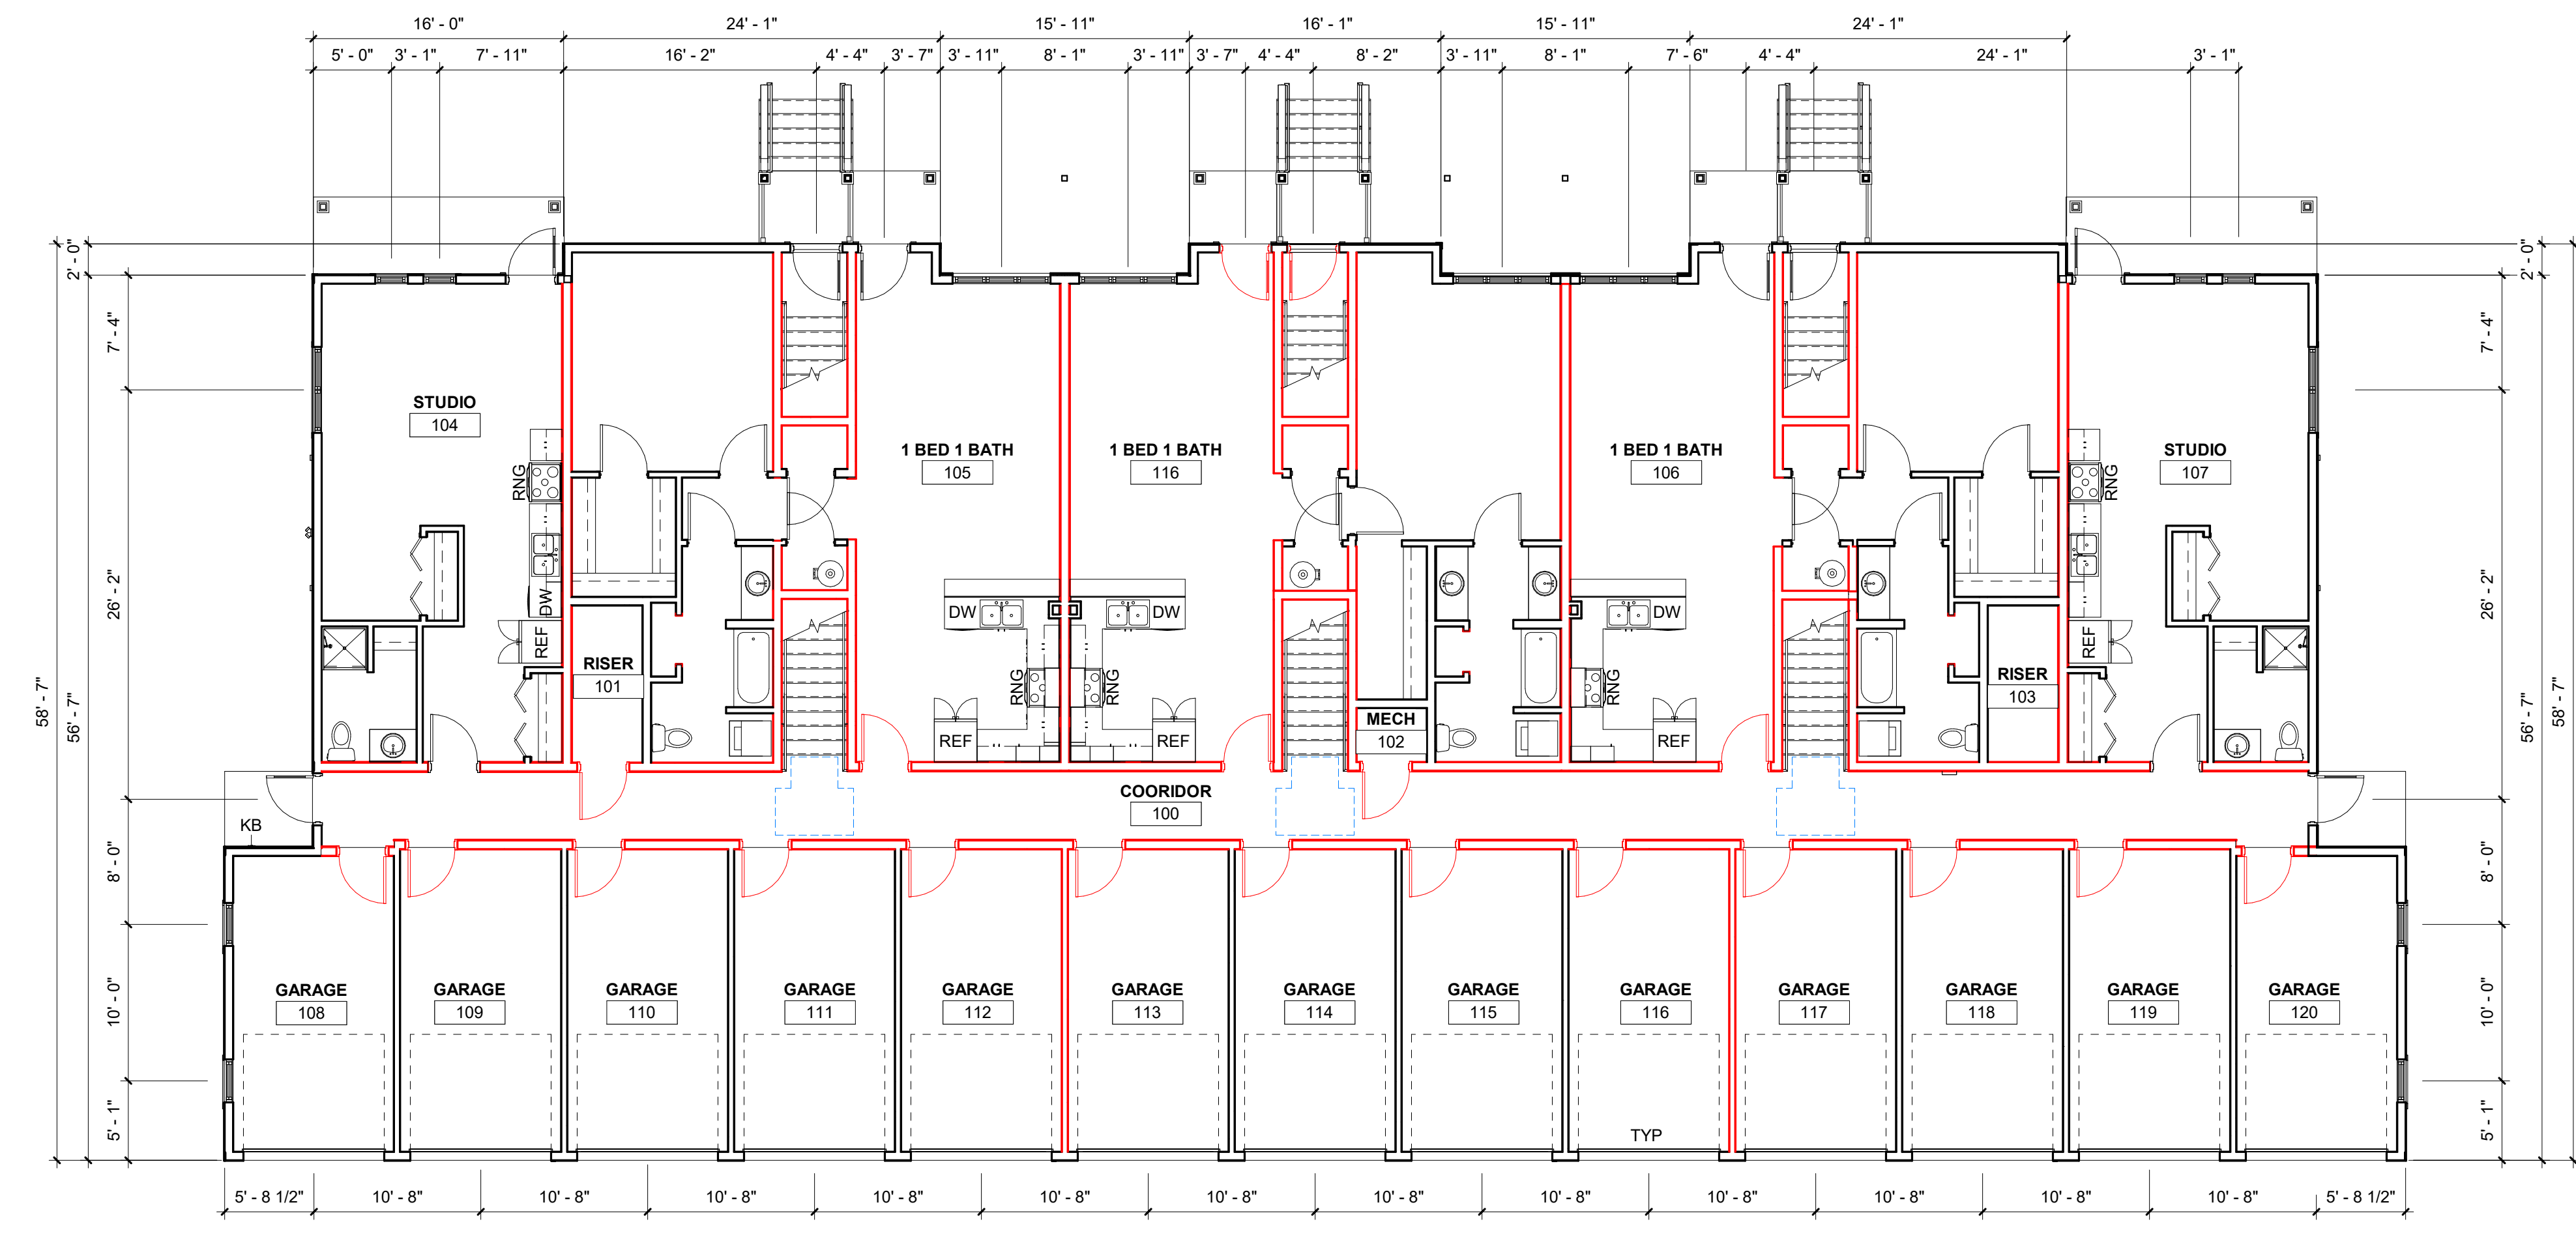 16' - 0" 24' - 1" 15' - 11" 16' - 1" 15' - 11" 24' - 1"
5' - 0" 3' - 1" 7' - 11" 16' - 2" 4' - 4" 3' - 7" 3' - 11" 8' - 1" 3' - 11" 3' - 7" 4' - 4" 8' - 2" 3' - 11" 8' - 1" 7' - 6" 4' - 4" 24' - 1" 3' - 1"
2' - 0"
7' - 4"
26' - 2"
8' - 0"
10' - 0"
5' - 1"
58' - 7"
56' - 7"
STUDIO
104
RNG
DW
REF
RISER
101
1 BED 1 BATH
105
DW
RNG
REF
1 BED 1 BATH
116
DW
RNG
REF
MECH
102
1 BED 1 BATH
106
DW
RNG
REF
RISER
103
STUDIO
107
RNG
REF
2' - 0"
7' - 4"
26' - 2"
8' - 0"
10' - 0"
5' - 1"
56' - 7"
58' - 7"
COORIDOR
100
KB
GARAGE
108
GARAGE
109
GARAGE
110
GARAGE
111
GARAGE
112
GARAGE
113
GARAGE
114
GARAGE
115
GARAGE
116
GARAGE
117
GARAGE
118
GARAGE
119
GARAGE
120
TYP
5' - 8 1/2" 10' - 8" 10' - 8" 10' - 8" 10' - 8" 10' - 8" 10' - 8" 10' - 8" 10' - 8" 10' - 8" 10' - 8" 10' - 8" 10' - 8" 5' - 8 1/2"